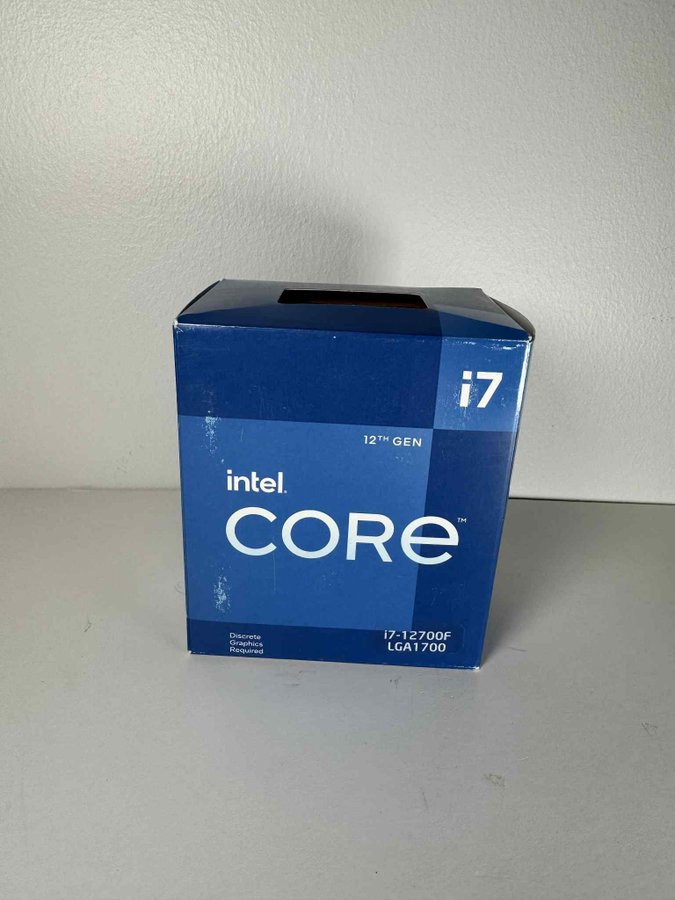 i7
12TH GEN
intel.
CORE™
Discrete
Graphics
Required
i7-12700F
LGA1700